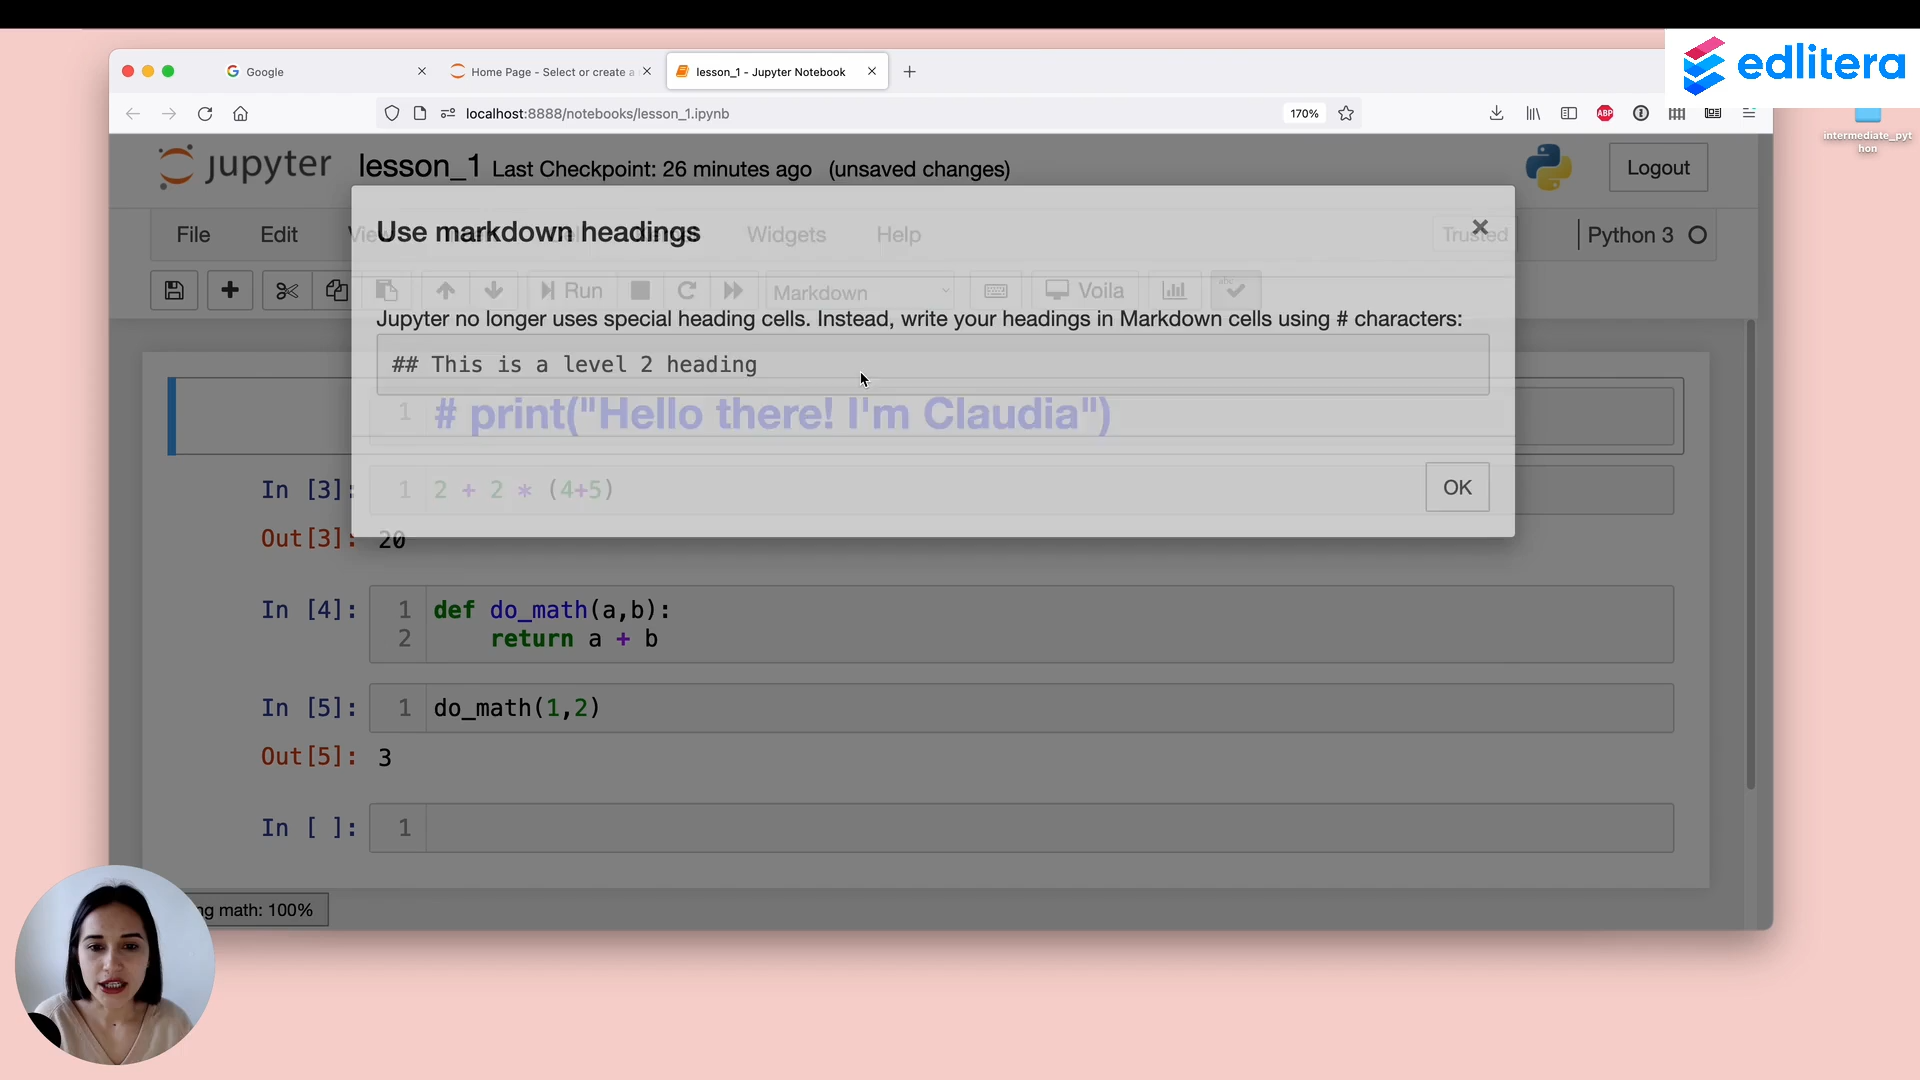 edlitera
Google
Home Page - Select or create a
lesson_1 - Jupyter Notebook
localhost:8888/notebooks/lesson_1.ipynb
170%
ABP
intermediate_pyt
hon
jupyter
lesson_1 Last Checkpoint: 26 minutes ago (unsaved changes)
Logout
File Edit View Widgets Help
Trusted
Python 3
Use markdown headings
Run
Markdown
Voila
Jupyter no longer uses special heading cells. Instead, write your headings in Markdown cells using # characters:
## This is a level 2 heading
1 # print("Hello there! I'm Claudia")
In [3]: 1 2 + 2 * (4+5)
OK
Out[3]: 20
In [4]: 1 def do_math(a,b):
2 return a + b
In [5]: 1 do_math(1,2)
Out[5]: 3
In [ ]: 1
ng math: 100%